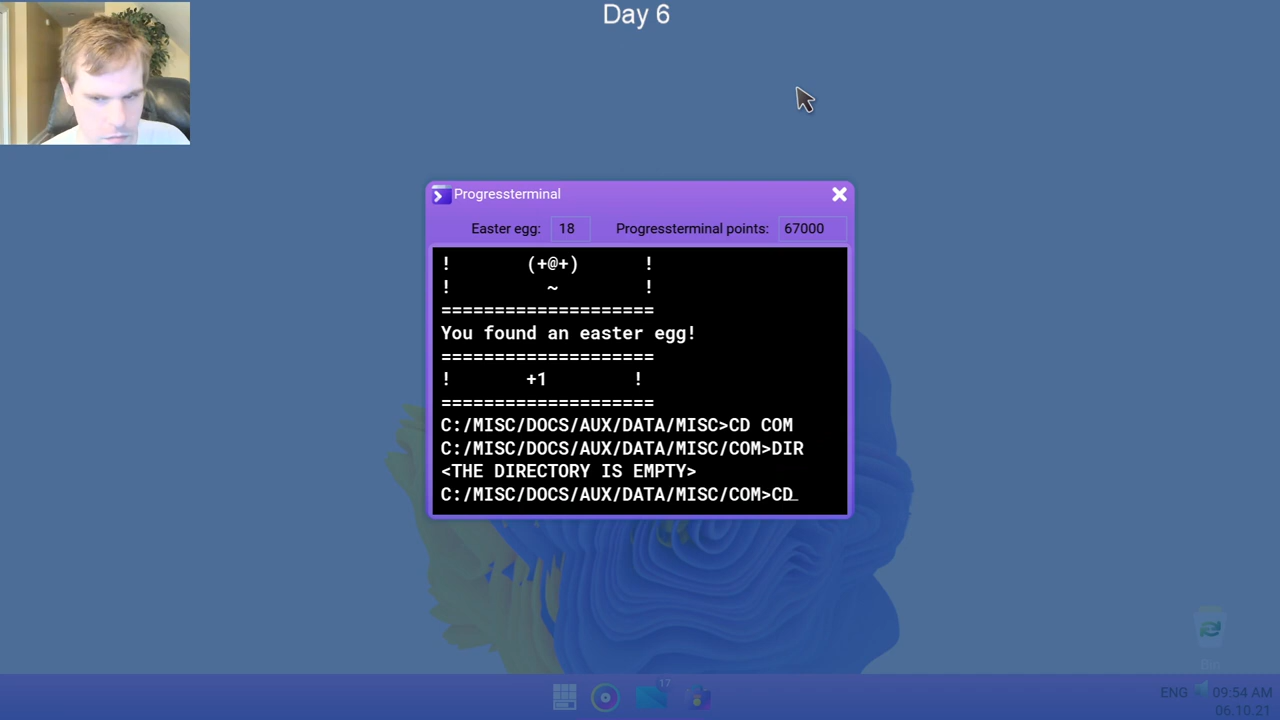 Day 6
Progressterminal
Easter egg: 18 Progressterminal points: 67000
! (+@+) !
! ~ !
====================
You found an easter egg!
====================
! +1 !
====================
C:/MISC/DOCS/AUX/DATA/MISC>CD COM
C:/MISC/DOCS/AUX/DATA/MISC/COM>DIR
<THE DIRECTORY IS EMPTY>
C:/MISC/DOCS/AUX/DATA/MISC/COM>CD_
Bin
17
ENG 09:54 AM
06.10.21